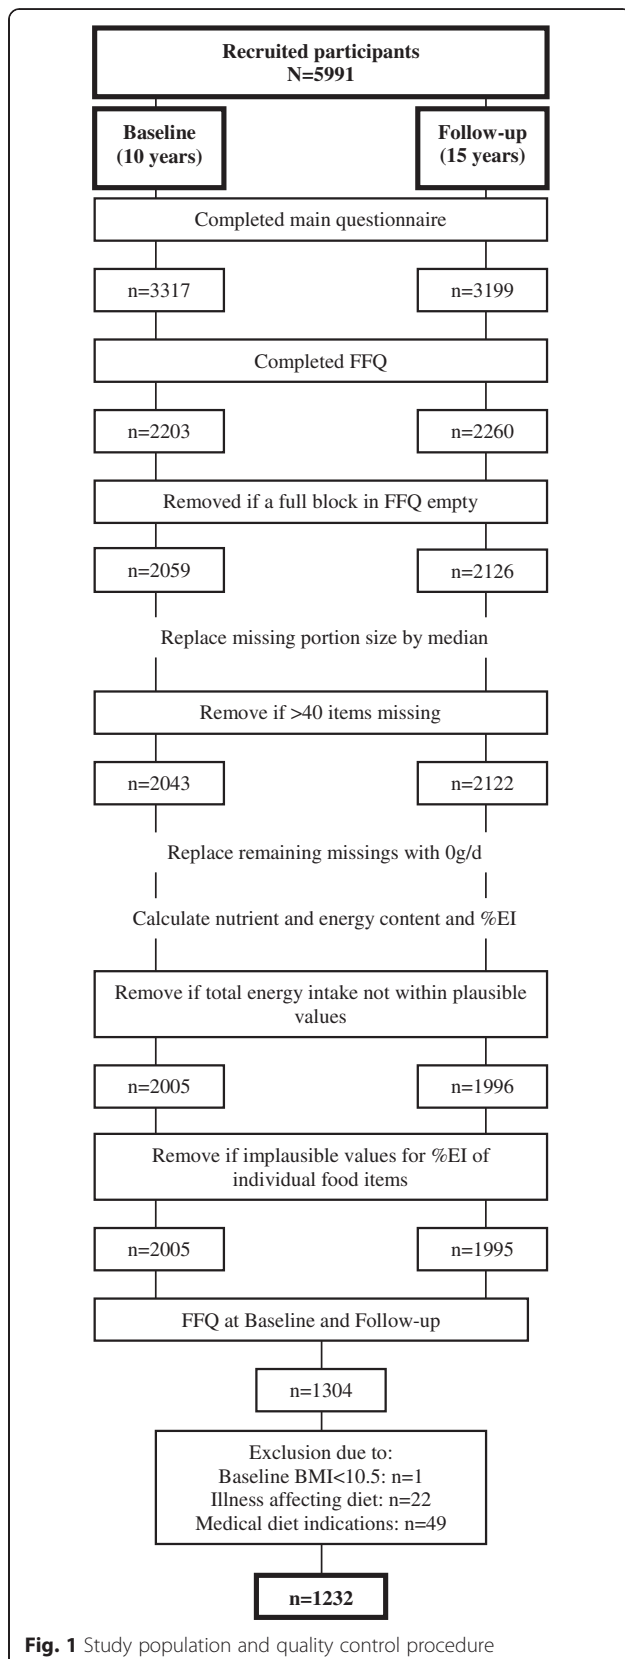 Recruited participants
N=5991
Baseline
(10 years)
Follow-up
(15 years)
Completed main questionnaire
n=3317
n=3199
Completed FFQ
n=2203
n=2260
Removed if a full block in FFQ empty
n=2059
n=2126
Replace missing portion size by median
Remove if >40 items missing
n=2043
n=2122
Replace remaining missings with 0g/d
Calculate nutrient and energy content and %EI
Remove if total energy intake not within plausible
values
n=2005
n=1996
Remove if implausible values for %EI of
individual food items
n=2005
n=1995
FFQ at Baseline and Follow-up
n=1304
Exclusion due to:
Baseline BMI<10.5: n=1
Illness affecting diet: n=22
Medical diet indications: n=49
n=1232
Fig. 1 Study population and quality control procedure